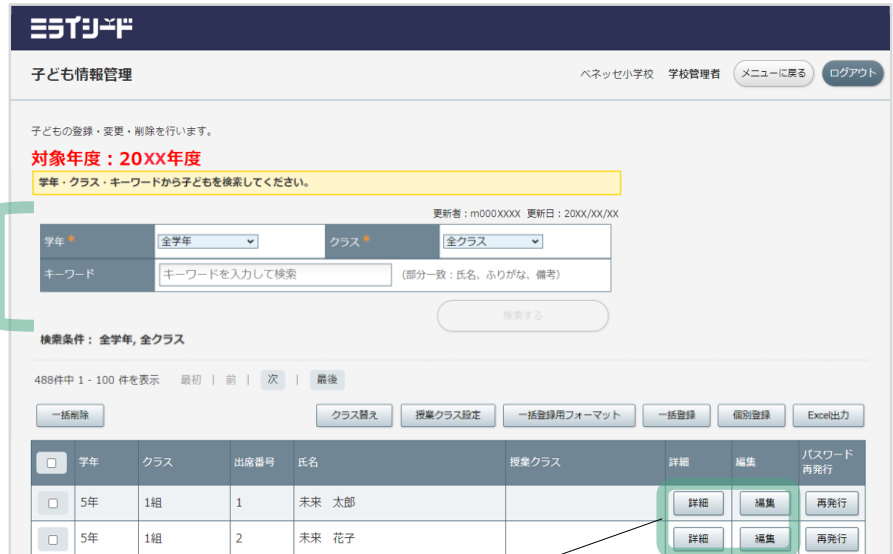 ミライシード
子ども情報管理 ベネッセ小学校 学校管理者 メニューに戻る ログアウト
子どもの登録・変更・削除を行います。
対象年度：20XX年度
学年・クラス・キーワードから子どもを検索してください。
更新者：m000XXXX 更新日：20XX/XX/XX
学年* 全学年 クラス* 全クラス
キーワード キーワードを入力して検索 （部分一致：氏名、ふりがな、備考）
検索する
検索条件： 全学年, 全クラス
488件中 1 - 100 件を表示 最初 | 前 | 次 | 最後
一括削除 クラス替え 授業クラス設定 一括登録用フォーマット 一括登録 個別登録 Excel出力
学年 クラス 出席番号 氏名 授業クラス 詳細 編集 パスワード再発行
5年 1組 1 未来 太郎 詳細 編集 再発行
5年 1組 2 未来 花子 詳細 編集 再発行